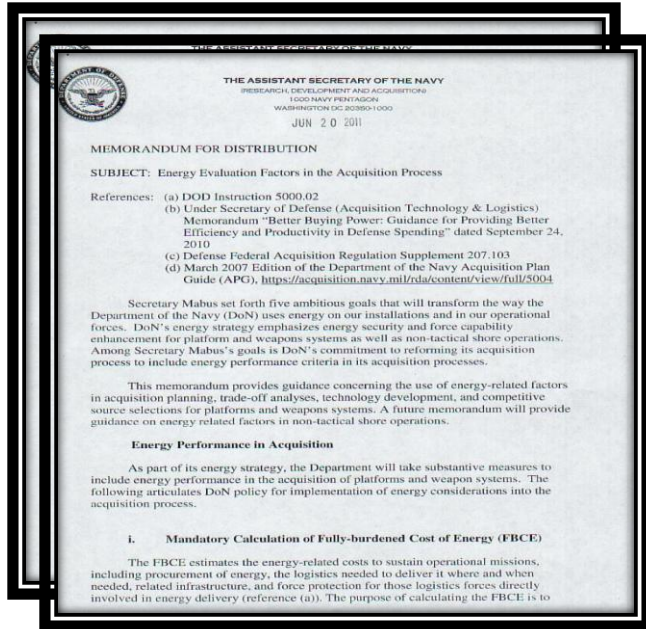 THE ASSISTANT SECRETARY OF THE NAVY
THE ASSISTANT SECRETARY OF THE NAVY
(RESEARCH, DEVELOPMENT AND ACQUISITION)
1000 NAVY PENTAGON
WASHINGTON DC 20350-1000
JUN 20 2011
MEMORANDUM FOR DISTRIBUTION
SUBJECT: Energy Evaluation Factors in the Acquisition Process
References: (a) DOD Instruction 5000.02
(b) Under Secretary of Defense (Acquisition Technology & Logistics)
Memorandum "Better Buying Power: Guidance for Providing Better
Efficiency and Productivity in Defense Spending" dated September 24,
2010
(c) Defense Federal Acquisition Regulation Supplement 207.103
(d) March 2007 Edition of the Department of the Navy Acquisition Plan
Guide (APG), https://acquisition.navy.mil/rda/content/view/full/5004
Secretary Mabus set forth five ambitious goals that will transform the way the
Department of the Navy (DoN) uses energy on our installations and in our operational
forces. DoN's energy strategy emphasizes energy security and force capability
enhancement for platform and weapons systems as well as non-tactical shore operations.
Among Secretary Mabus's goals is DoN's commitment to reforming its acquisition
process to include energy performance criteria in its acquisition processes.
This memorandum provides guidance concerning the use of energy-related factors
in acquisition planning, trade-off analyses, technology development, and competitive
source selections for platforms and weapons systems. A future memorandum will provide
guidance on energy related factors in non-tactical shore operations.
Energy Performance in Acquisition
As part of its energy strategy, the Department will take substantive measures to
include energy performance in the acquisition of platforms and weapon systems. The
following articulates DoN policy for implementation of energy considerations into the
acquisition process.
i. Mandatory Calculation of Fully-burdened Cost of Energy (FBCE)
The FBCE estimates the energy-related costs to sustain operational missions,
including procurement of energy, the logistics needed to deliver it where and when
needed, related infrastructure, and force protection for those logistics forces directly
involved in energy delivery (reference (a)). The purpose of calculating the FBCE is to